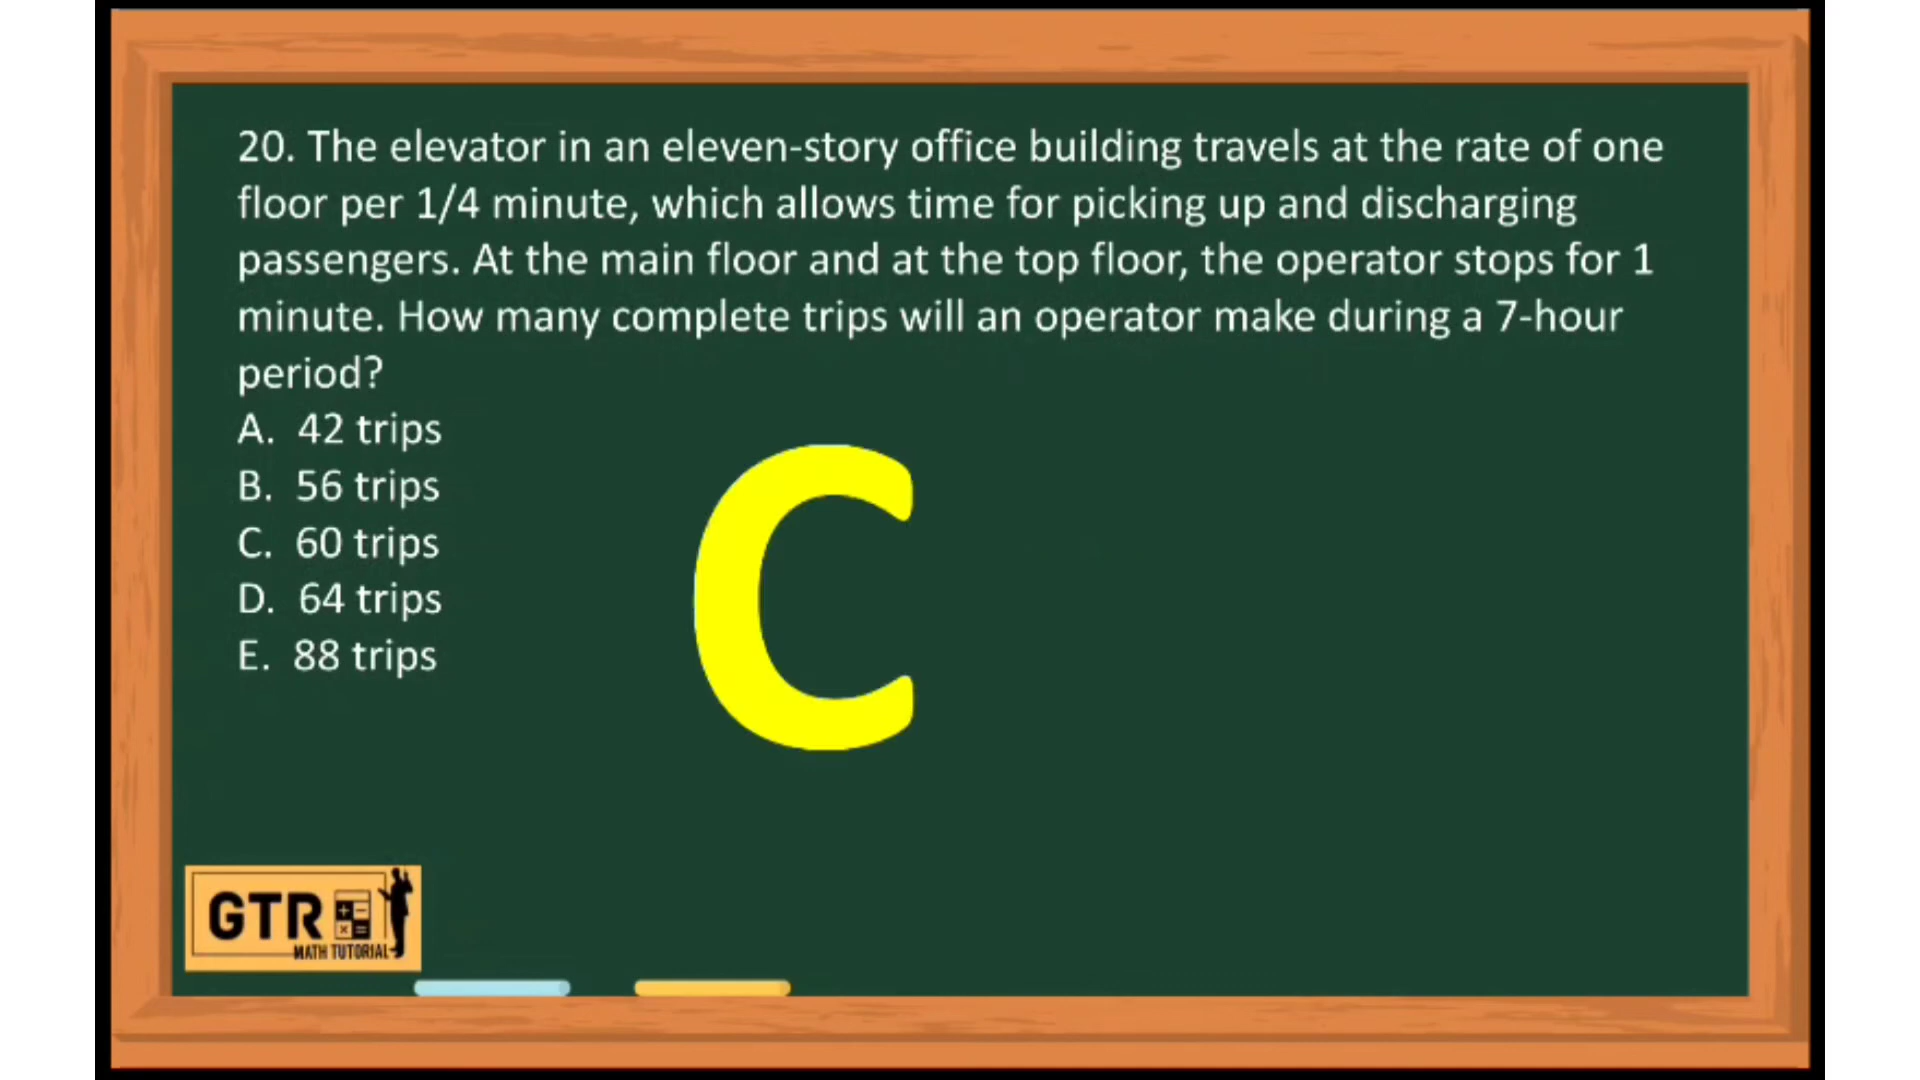 20. The elevator in an eleven-story office building travels at the rate of one
floor per 1/4 minute, which allows time for picking up and discharging
passengers. At the main floor and at the top floor, the operator stops for 1
minute. How many complete trips will an operator make during a 7-hour
period?
A. 42 trips
B. 56 trips
C. 60 trips
D. 64 trips
E. 88 trips
C
GTR
MATH TUTORIAL